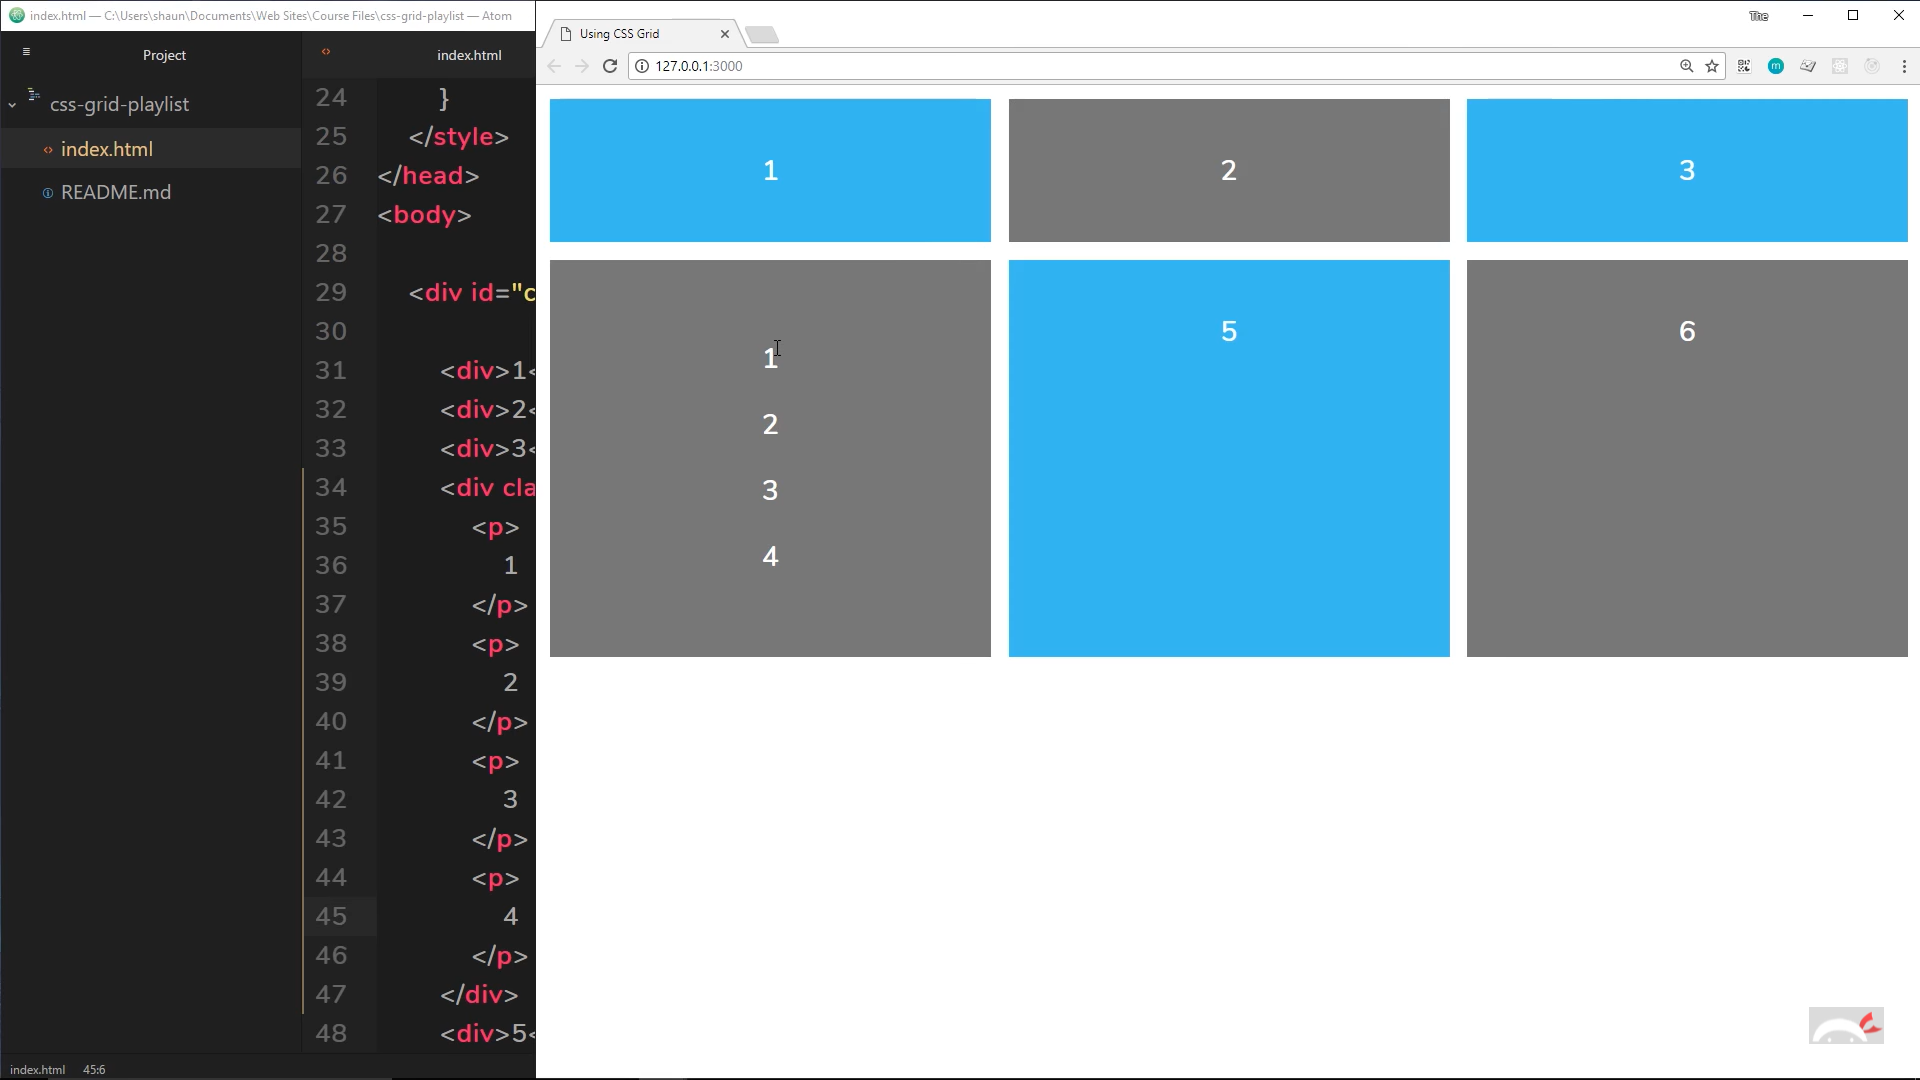 index.html — C:\Users\shaun\Documents\Web Sites\Course Files\css-grid-playlist — Atom
Project
index.html
css-grid-playlist
index.html
README.md
24 }
25 </style>
26 </head>
27 <body>
28
29 <div id="c
30
31 <div>1<
32 <div>2<
33 <div>3<
34 <div cla
35 <p>
36 1
37 </p>
38 <p>
39 2
40 </p>
41 <p>
42 3
43 </p>
44 <p>
45 4
46 </p>
47 </div>
48 <div>5<
index.html 45:6
The
Using CSS Grid
127.0.0.1:3000
m
1 2 3
1
2
3
4
5 6